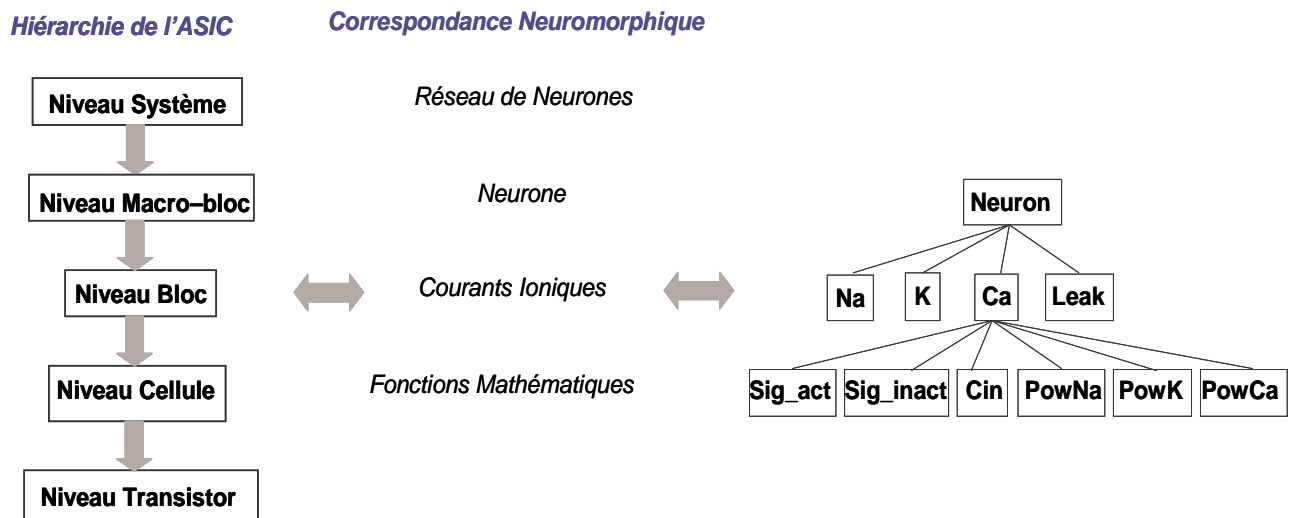 Hiérarchie de l'ASIC
Correspondance Neuromorphique
Niveau Système
Réseau de Neurones
Niveau Macro–bloc
Neurone
Neuron
Niveau Bloc
Courants Ioniques
Na
K
Ca
Leak
Niveau Cellule
Fonctions Mathématiques
Sig_act
Sig_inact
Cin
PowNa
PowK
PowCa
Niveau Transistor